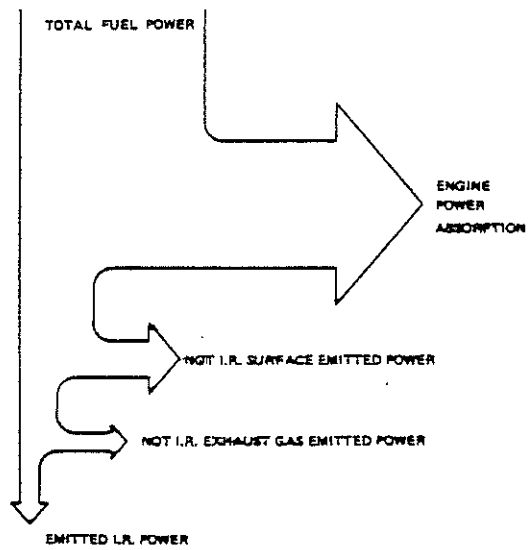 TOTAL FUEL POWER
ENGINE
POWER
ABSORPTION
NOT I.R. SURFACE EMITTED POWER
NOT I.R. EXHAUST GAS EMITTED POWER
EMITTED I.R. POWER